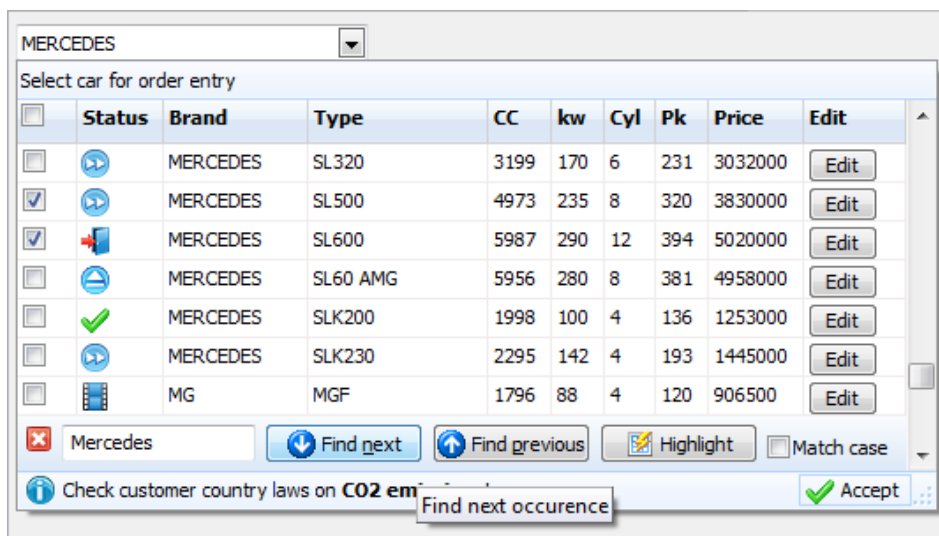 MERCEDES
Select car for order entry
Status Brand Type CC kw Cyl Pk Price Edit
MERCEDES SL320 3199 170 6 231 3032000 Edit
MERCEDES SL500 4973 235 8 320 3830000 Edit
MERCEDES SL600 5987 290 12 394 5020000 Edit
MERCEDES SL60 AMG 5956 280 8 381 4958000 Edit
MERCEDES SLK200 1998 100 4 136 1253000 Edit
MERCEDES SLK230 2295 142 4 193 1445000 Edit
MG MGF 1796 88 4 120 906500 Edit
Mercedes Find next Find previous Highlight Match case
Check customer country laws on CO2 Accept
Find next occurence